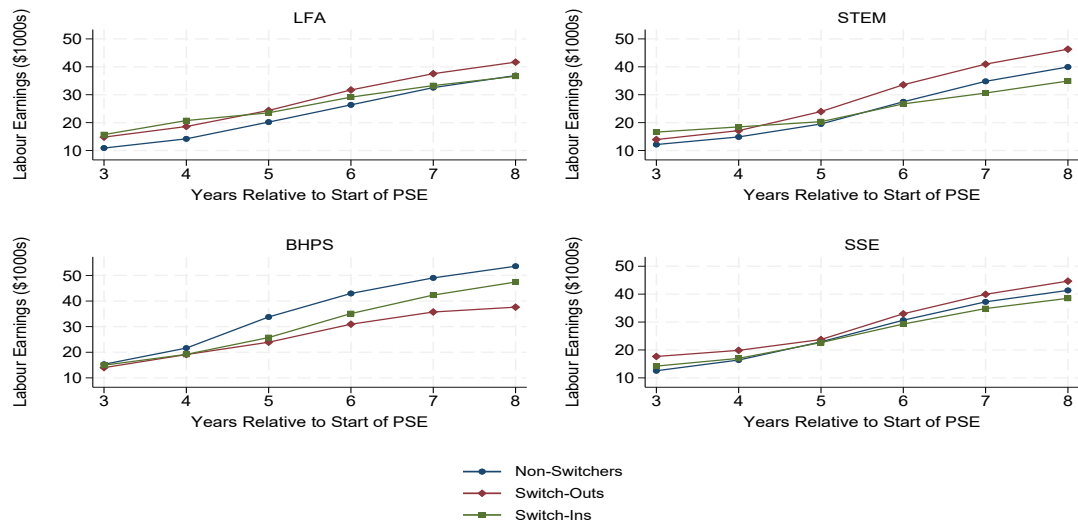 LFA
Labour Earnings ($1000s)
50
40
30
20
10
3 4 5 6 7 8
Years Relative to Start of PSE
STEM
Labour Earnings ($1000s)
50
40
30
20
10
3 4 5 6 7 8
Years Relative to Start of PSE
BHPS
Labour Earnings ($1000s)
50
40
30
20
10
3 4 5 6 7 8
Years Relative to Start of PSE
SSE
Labour Earnings ($1000s)
50
40
30
20
10
3 4 5 6 7 8
Years Relative to Start of PSE
Non-Switchers
Switch-Outs
Switch-Ins